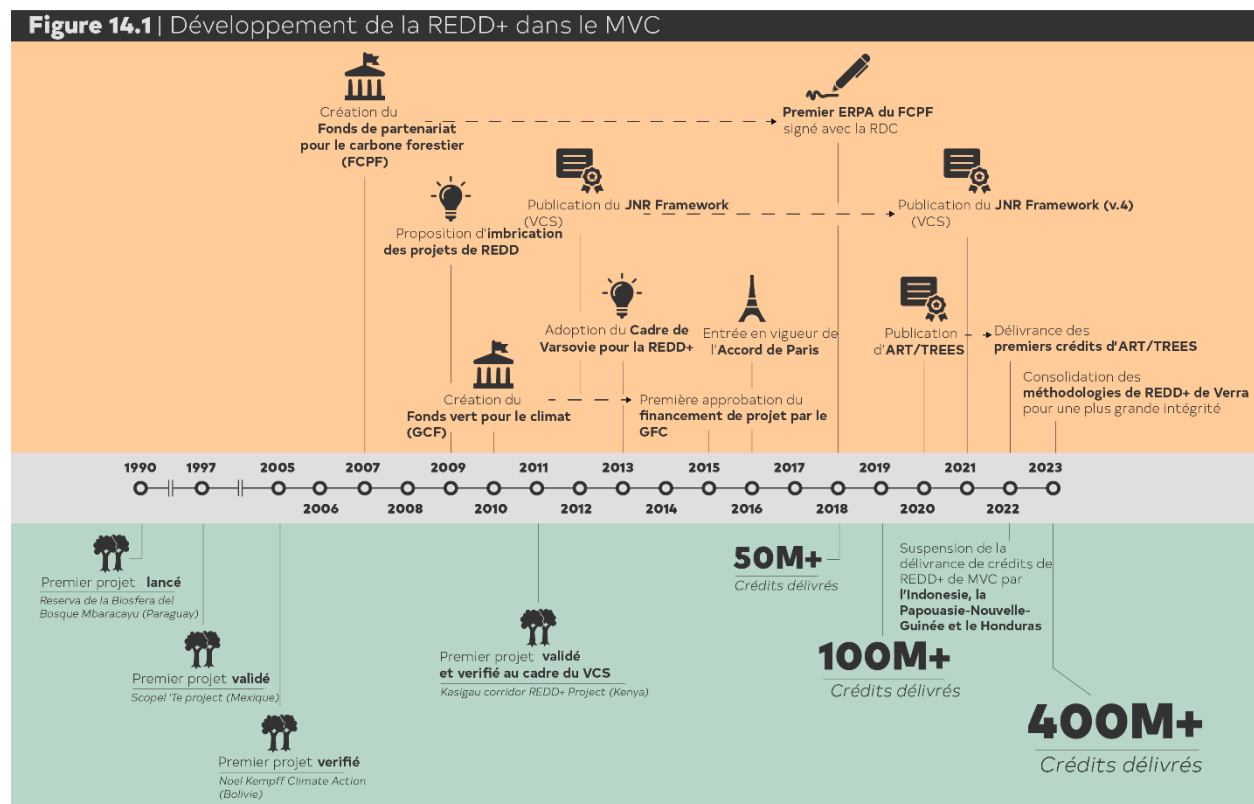 Figure 14.1 | Développement de la REDD+ dans le MVC
Création du
Fonds de partenariat
pour le carbone forestier
(FCPF)
Premier ERPA du FCPF
signé avec la RDC
Proposition d'imbrication
des projets de REDD
Publication du JNR Framework
(VCS)
Publication du JNR Framework (v.4)
(VCS)
Adoption du Cadre de
Varsovie pour la REDD+
Entrée en vigueur de
l'Accord de Paris
Publication
d'ART/TREES
Délivrance des
premiers crédits d'ART/TREES
Création du
Fonds vert pour le climat
(GCF)
Première approbation du
financement de projet par le
GFC
Consolidation des
méthodologies de REDD+ de Verra
pour une plus grande intégrité
1990 1997 2005 2007 2009 2011 2013 2015 2017 2019 2021 2023
2006 2008 2010 2012 2014 2016 2018 2020 2022
Premier projet lancé
Reserva de la Biosfera del
Bosque Mbaracayu (Paraguay)
Premier projet validé
Scopel 'Te project (Mexique)
Premier projet verifié
Noel Kempff Climate Action
(Bolivie)
Premier projet validé
et verifié au cadre du VCS
Kasigau corridor REDD+ Project (Kenya)
50M+
Crédits délivrés
100M+
Crédits délivrés
Suspension de la
délivrance de crédits de
REDD+ de MVC par
l'Indonesie, la
Papouasie-Nouvelle-
Guinée et le Honduras
400M+
Crédits délivrés